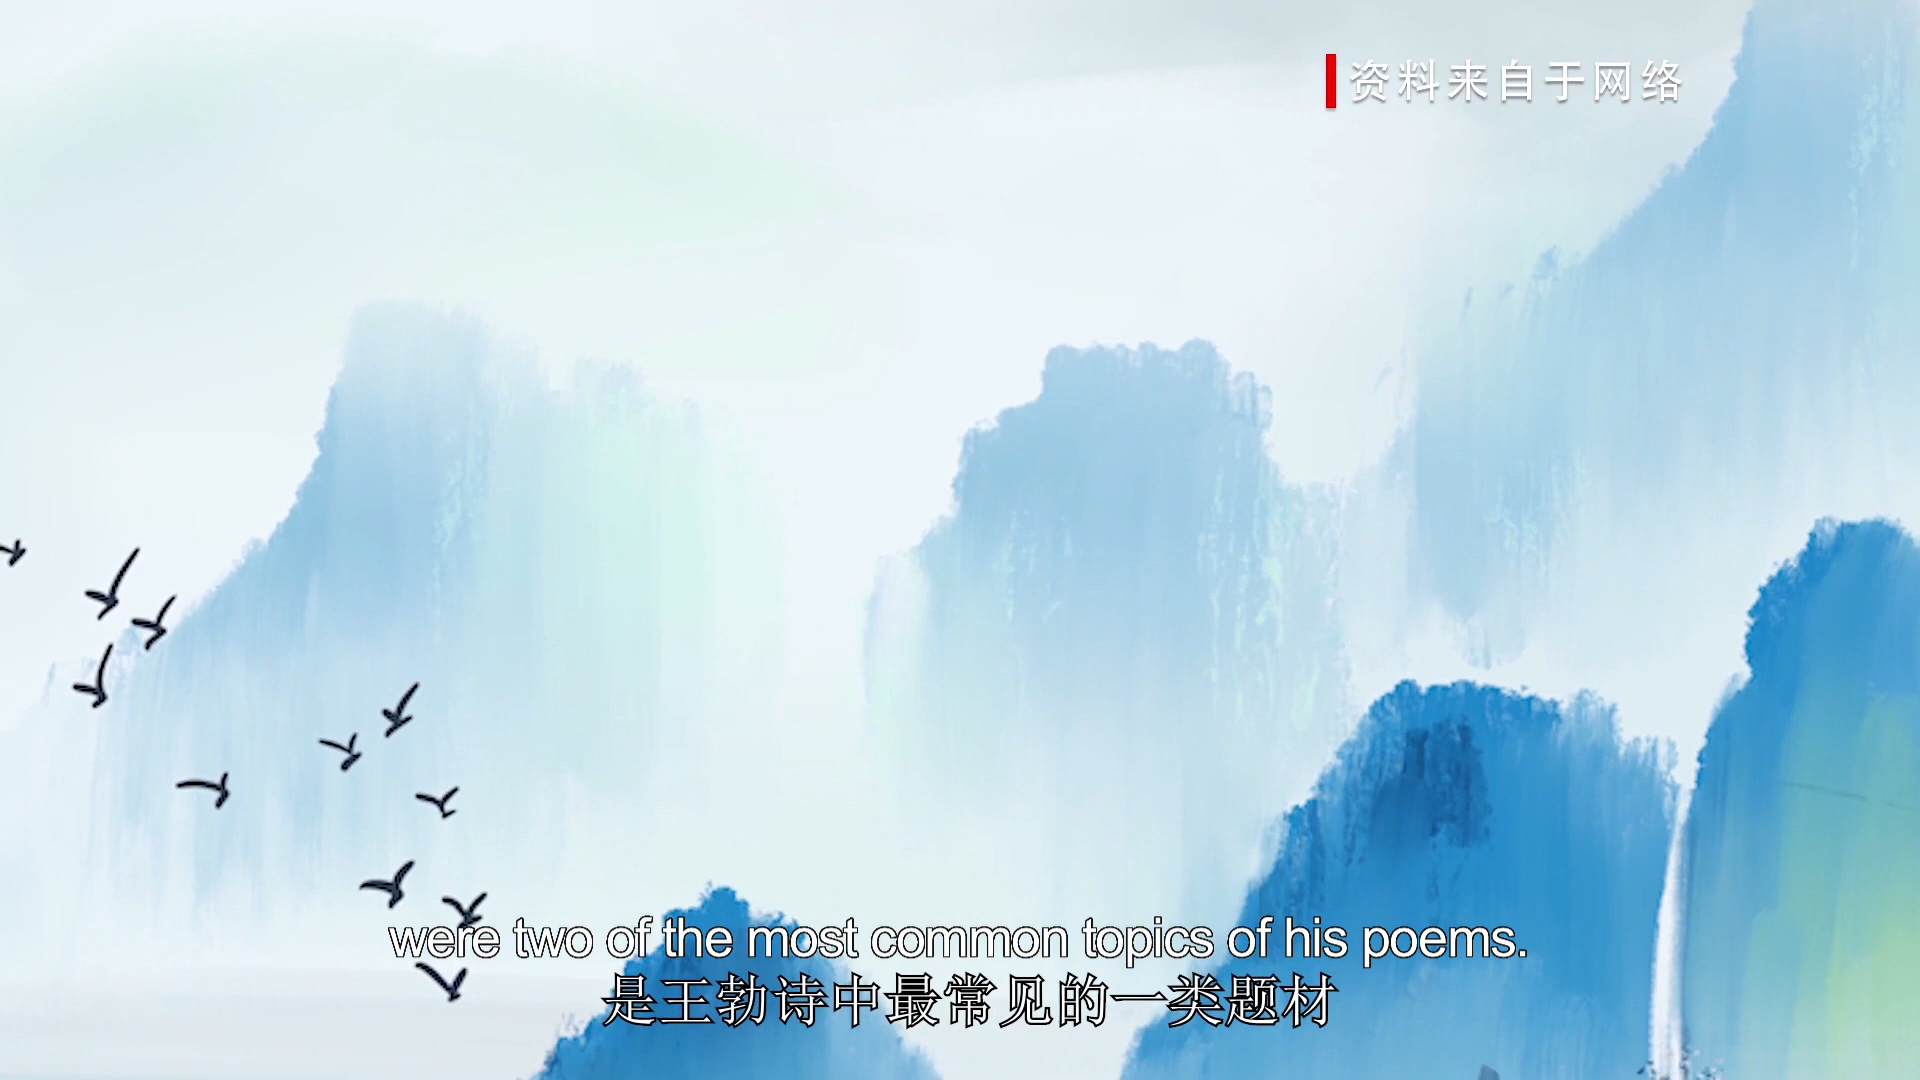 资料来自于网络
were two of the most common topics of his poems.
是王勃诗中最常见的一类题材